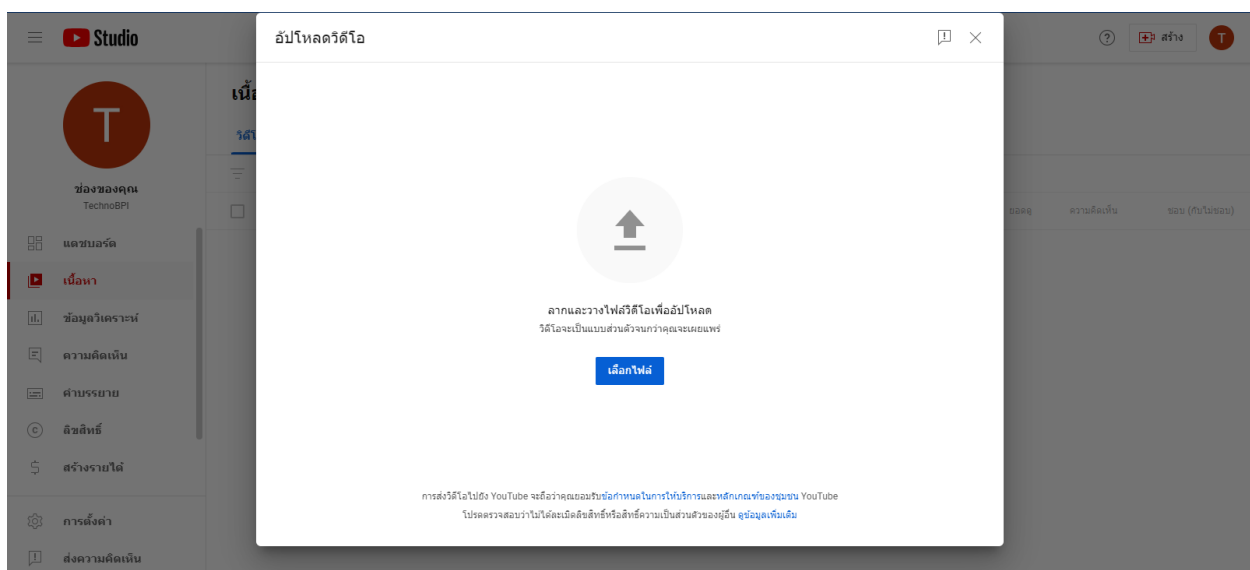 Studio
อัปโหลดวิดีโอ
สร้าง
T
T
ช่องของคุณ
TechnoBPI
แดชบอร์ด
เนื้อหา
ข้อมูลวิเคราะห์
ความคิดเห็น
คำบรรยาย
ลิขสิทธิ์
สร้างรายได้
การตั้งค่า
ส่งความคิดเห็น
ยอดดู ความคิดเห็น ชอบ (กับไม่ชอบ)
ลากและวางไฟล์วิดีโอเพื่ออัปโหลด
วิดีโอจะเป็นแบบส่วนตัวจนกว่าคุณจะเผยแพร่
เลือกไฟล์
การส่งวิดีโอไปยัง YouTube จะถือว่าคุณยอมรับข้อกำหนดในการให้บริการและหลักเกณฑ์ของชุมชน YouTube
โปรดตรวจสอบว่าไม่ได้ละเมิดลิขสิทธิ์หรือสิทธิ์ความเป็นส่วนตัวของผู้อื่น ดูข้อมูลเพิ่มเติม